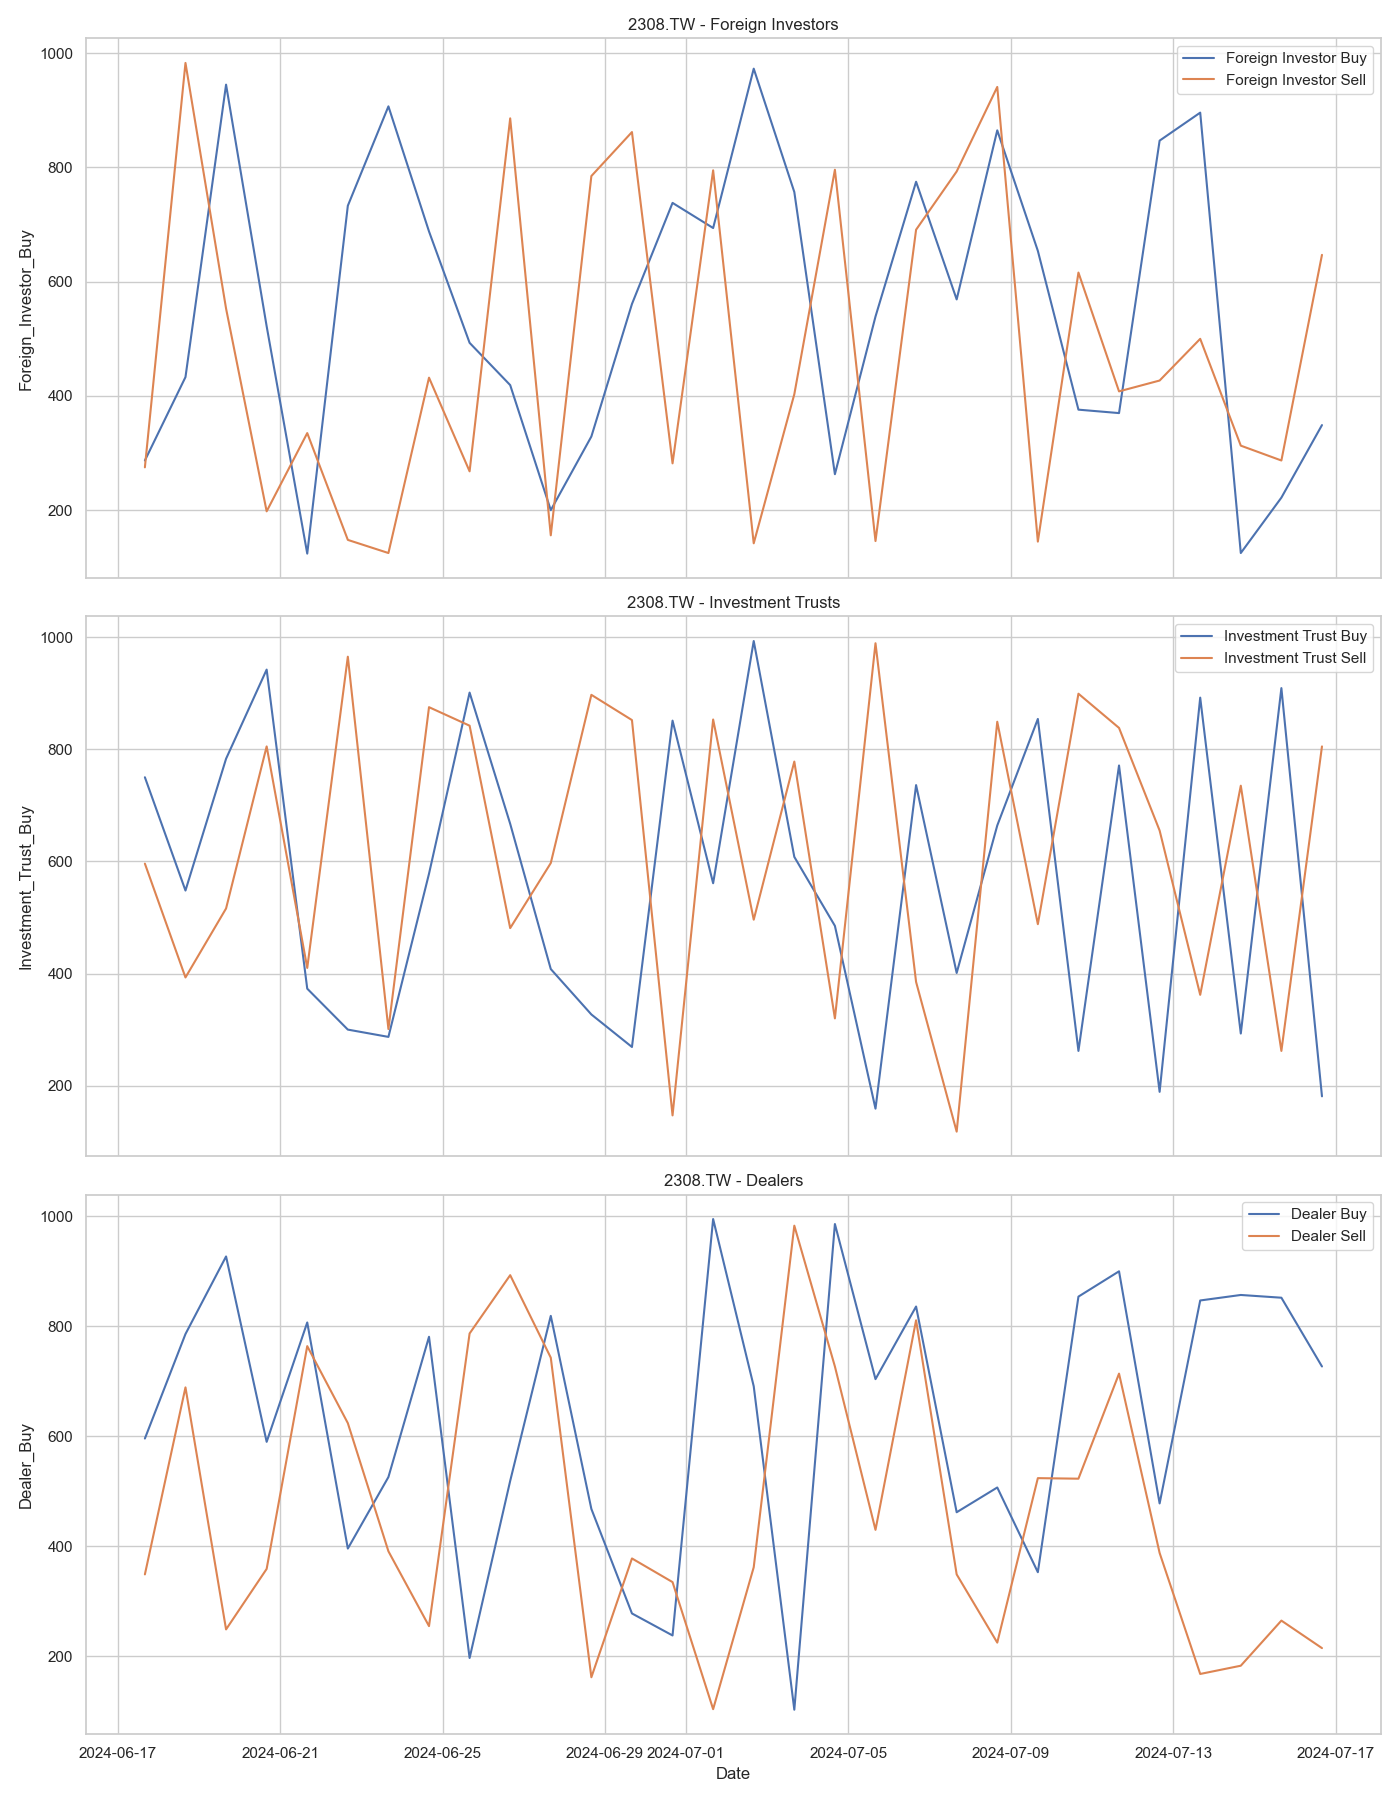 2308.TW - Foreign Investors
Foreign_Investor_Buy
1000
800
600
400
200
Foreign Investor Buy
Foreign Investor Sell
2308.TW - Investment Trusts
Investment_Trust_Buy
1000
800
600
400
200
Investment Trust Buy
Investment Trust Sell
2308.TW - Dealers
Dealer_Buy
1000
800
600
400
200
Dealer Buy
Dealer Sell
2024-06-17 2024-06-21 2024-06-25 2024-06-29 2024-07-01 2024-07-05 2024-07-09 2024-07-13 2024-07-17
Date